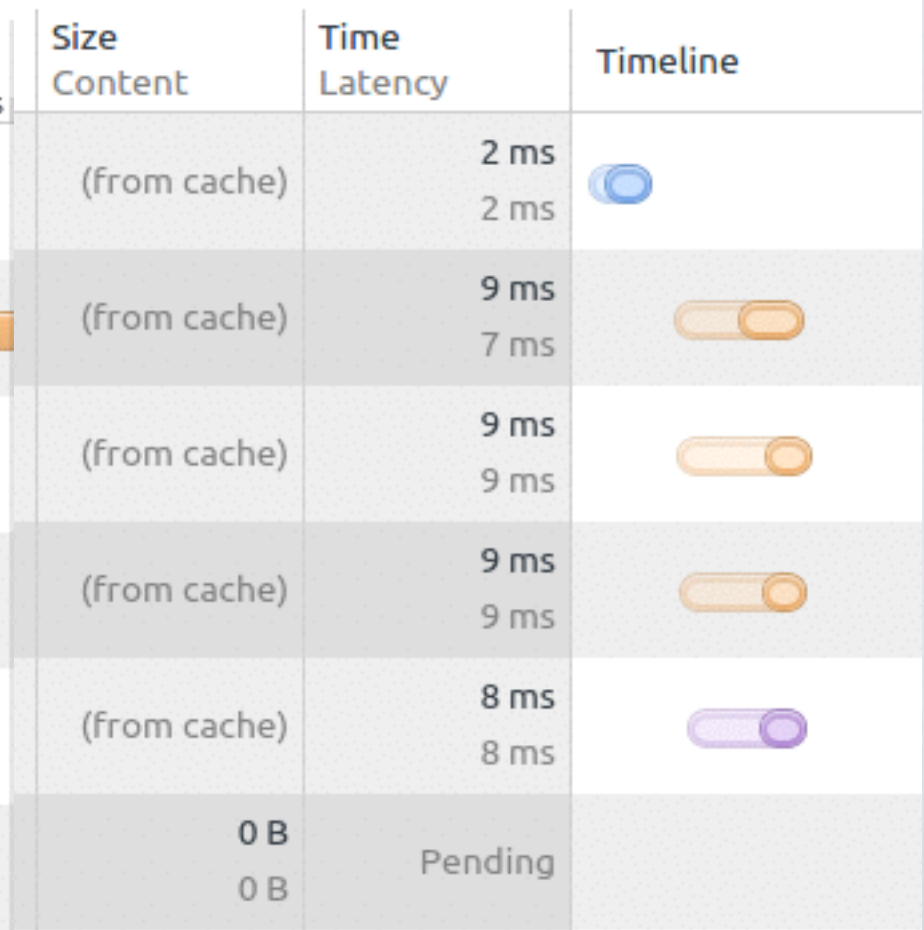 Size
Content
Time
Latency
Timeline
(from cache)
2 ms
2 ms
(from cache)
9 ms
7 ms
(from cache)
9 ms
9 ms
(from cache)
9 ms
9 ms
(from cache)
8 ms
8 ms
0 B
0 B
Pending